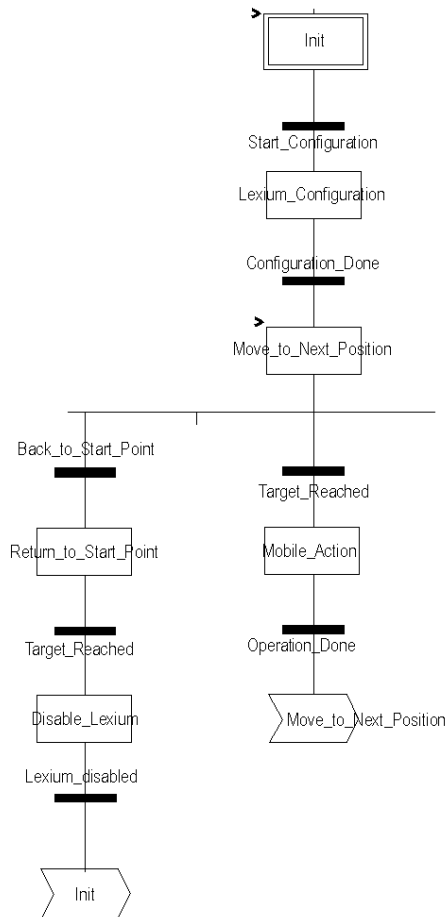 Init
Start_Configuration
Lexium_Configuration
Configuration_Done
Move_to_Next_Position
Back_to_Start_Point
Target_Reached
Return_to_Start_Point
Mobile_Action
Target_Reached
Operation_Done
Disable_Lexium
Move_to_Next_Position
Lexium_disabled
Init